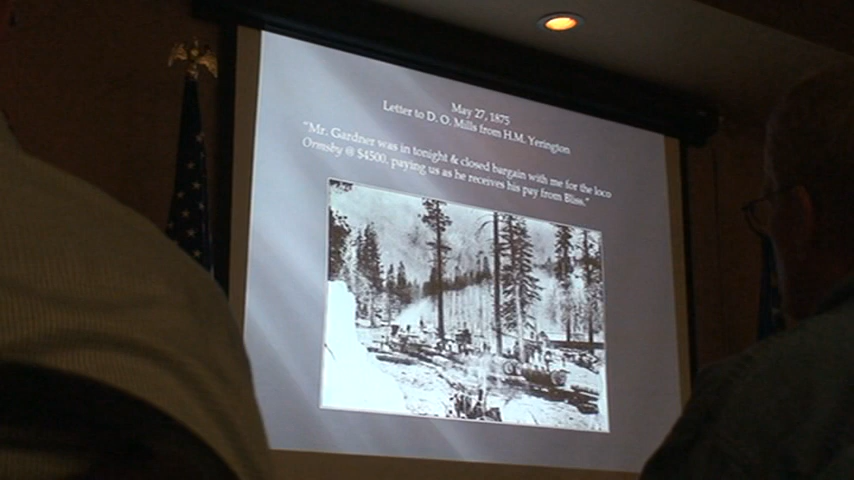 May 27, 1875
Letter to D. O. Mills from H.M. Yerington
"Mr. Gardner was in tonight & closed bargain with me for the loco
Ormsby @ $4500, paying us as he receives his pay from Bliss."